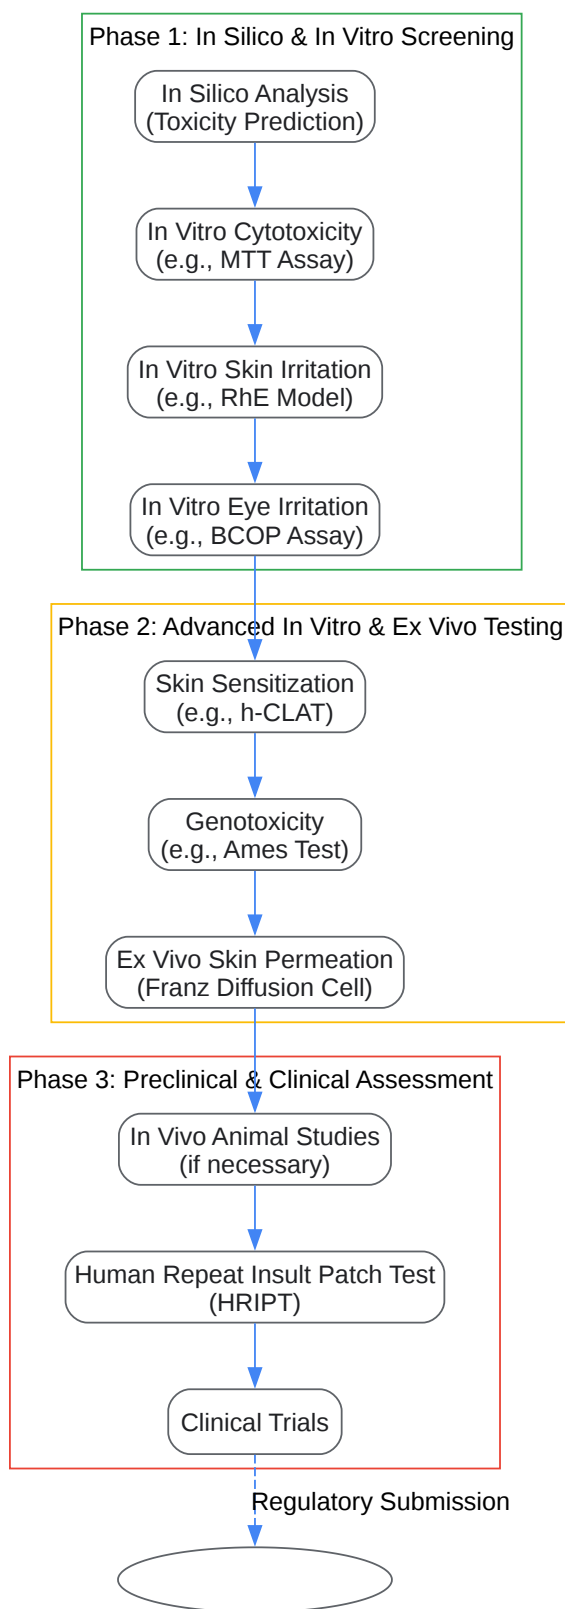 Phase 1: In Silico & In Vitro Screening
In Silico Analysis
(Toxicity Prediction)
In Vitro Cytotoxicity
(e.g., MTT Assay)
In Vitro Skin Irritation
(e.g., RhE Model)
In Vitro Eye Irritation
(e.g., BCOP Assay)
Phase 2: Advanced In Vitro & Ex Vivo Testing
Skin Sensitization
(e.g., h-CLAT)
Genotoxicity
(e.g., Ames Test)
Ex Vivo Skin Permeation
(Franz Diffusion Cell)
Phase 3: Preclinical & Clinical Assessment
In Vivo Animal Studies
(if necessary)
Human Repeat Insult Patch Test
(HRIPT)
Clinical Trials
Regulatory Submission